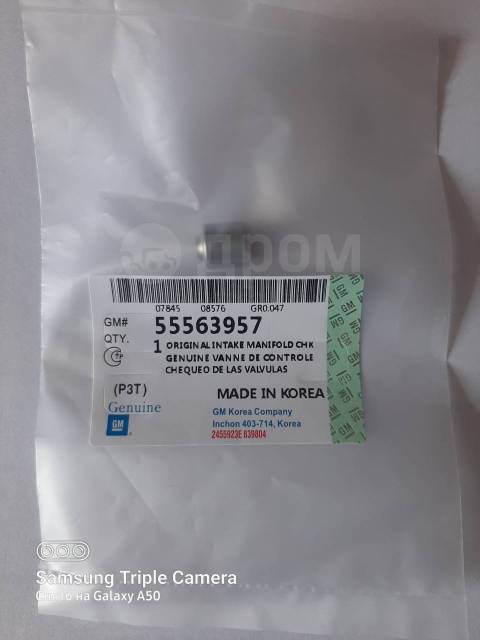 ДРОМ
07845 08576 GR0.047
GM# 55563957
QTY. 1 ORIGINAL INTAKE MANIFOLD CHK
GENUINE VANNE DE CONTROLE
CHEQUEO DE LAS VALVULAS
(P3T) MADE IN KOREA
Genuine GM Korea Company
GM Inchon 403-714, Korea
2455923E 839804
Samsung Triple Camera
Снято на Galaxy A50